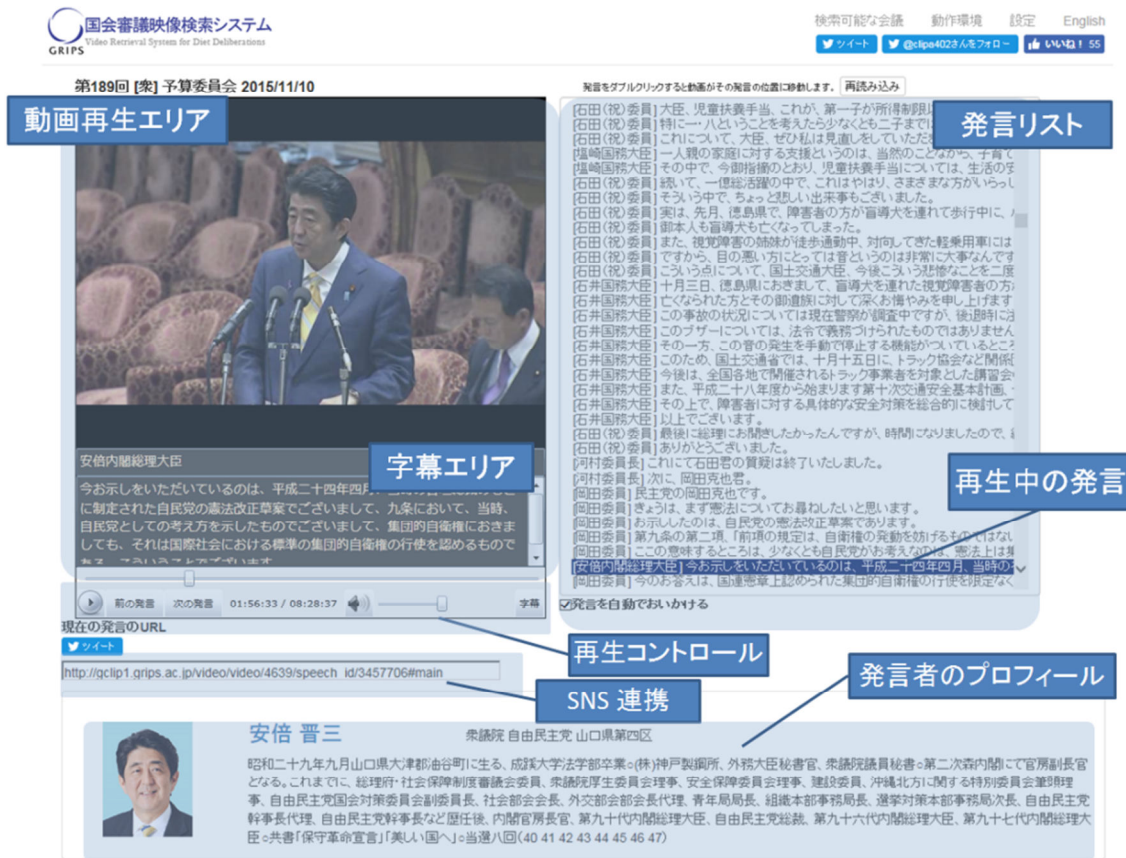 国会審議映像検索システム
GRIPS Video Retrieval System for Diet Deliberations
検索可能な会議 動作環境 設定 English
ツイート @clipa402さんをフォロー いいね! 55
第189回 [衆] 予算委員会 2015/11/10
発言をダブルクリックすると動画がその発言の位置に移動します。 再読み込み
動画再生エリア
発言リスト
[石田(祝)委員] 大臣、児童扶養手当、これが、第一子が所得制限
[石田(祝)委員] 特に一・八ということを考えたら少なくとも二子までに
[石田(祝)委員] これについて、大臣、ぜひ私は見直しをしていただ
[塩崎国務大臣] 一人親の家庭に対する支援というのは、当然のことながら、子育て
[塩崎国務大臣] その中で、今御指摘のとおり、児童扶養手当については、生活の安
[石田(祝)委員] 続いて、一億総活躍の中で、これはやはり、さまざまな方がいらっし
[石田(祝)委員] そういう中で、ちょっと悲しい出来事もございました。
[石田(祝)委員] 実は、先月、徳島県で、障害者の方が盲導犬を連れて歩行中に、
[石田(祝)委員] 御本人も盲導犬も亡くなってしまった。
[石田(祝)委員] また、視覚障害の姉妹が徒歩通勤中、対向してきた軽乗用車には
[石田(祝)委員] ですから、目の悪い方にとっては音というのは非常に大事なんです
[石田(祝)委員] こういう点について、国土交通大臣、今後こういう悲惨なことを二度
[石井国務大臣] 十月三日、徳島県におきまして、盲導犬を連れた視覚障害者の方
[石井国務大臣] 亡くなられた方とその御遺族に対して深くお悔やみを申し上げます
[石井国務大臣] この事故の状況については現在警察が調査中ですが、後退時に注
[石井国務大臣] このブザーについては、法令で義務づけられたものではありません
[石井国務大臣] その一方、この音の発生を手動で停止する機能がついているところ
[石井国務大臣] このため、国土交通省では、十月十五日に、トラック協会など関係
[石井国務大臣] 今後は、全国各地で開催されるトラック事業者を対象とした講習会
[石井国務大臣] また、平成二十八年度から始まります第十次交通安全基本計画、
[石井国務大臣] その上で、障害者に対する具体的な安全対策を総合的に検討して
[石井国務大臣] 以上でございます。
[石田(祝)委員] 最後に総理にお聞きしたかったんですが、時間になりましたので、
[石田(祝)委員] ありがとうございました。
[河村委員長] これにて石田君の質疑は終了いたしました。
[河村委員長] 次に、岡田克也君。
[岡田委員] 民主党の岡田克也です。
[岡田委員] きょうは、まず憲法についてお尋ねしたいと思います。
[岡田委員] お示ししたのは、自民党の憲法改正草案であります。
[岡田委員] 第九条の第二項、「前項の規定は、自衛権の発動を妨げるものではない
[岡田委員] ここの意味するところは、少なくとも自民党がお考えなのは、憲法上は
[安倍内閣総理大臣] 今お示しをいただいているのは、平成二十四年四月、当時の
[岡田委員] 今のお答えは、国連憲章上認められた集団的自衛権の行使を限定なく
再生中の発言
発言を自動でおいかける
安倍内閣総理大臣
字幕エリア
今お示しをいただいているのは、平成二十四年四月、
に制定された自民党の憲法改正草案でございまして、九条において、当時、
自民党としての考え方を示したものでございまして、集団的自衛権におきま
しても、それは国際社会における標準の集団的自衛権の行使を認めるもので
ある、こういうことでございます
前の発言 次の発言 01:56:33 / 08:28:37 字幕
現在の発言のURL
ツイート
http://gclip1.grips.ac.jp/video/video/4639/speech_id/3457706#main
再生コントロール
SNS 連携
発言者のプロフィール
安倍 晋三 衆議院 自由民主党 山口県第四区
昭和二十九年九月山口県大津郡油谷町に生る、成蹊大学法学部卒業○(株)神戸製鋼所、外務大臣秘書官、衆議院議員秘書○第二次森内閣にて官房副長官
となる。これまでに、総理府・社会保障制度審議会委員、衆議院厚生委員会理事、安全保障委員会理事、建設委員、沖縄北方に関する特別委員会筆頭理
事、自由民主党国会対策委員会副委員長、社会部会会長、外交部会部会長代理、青年局局長、組織本部事務局長、選挙対策本部事務局次長、自由民主党
幹事長代理、自由民主党幹事長など歴任後、内閣官房長官、第九十代内閣総理大臣、自由民主党総裁、第九十六代内閣総理大臣、第九十七代内閣総理大
臣○共書「保守革命宣言」「美しい国へ」○当選八回(40 41 42 43 44 45 46 47)